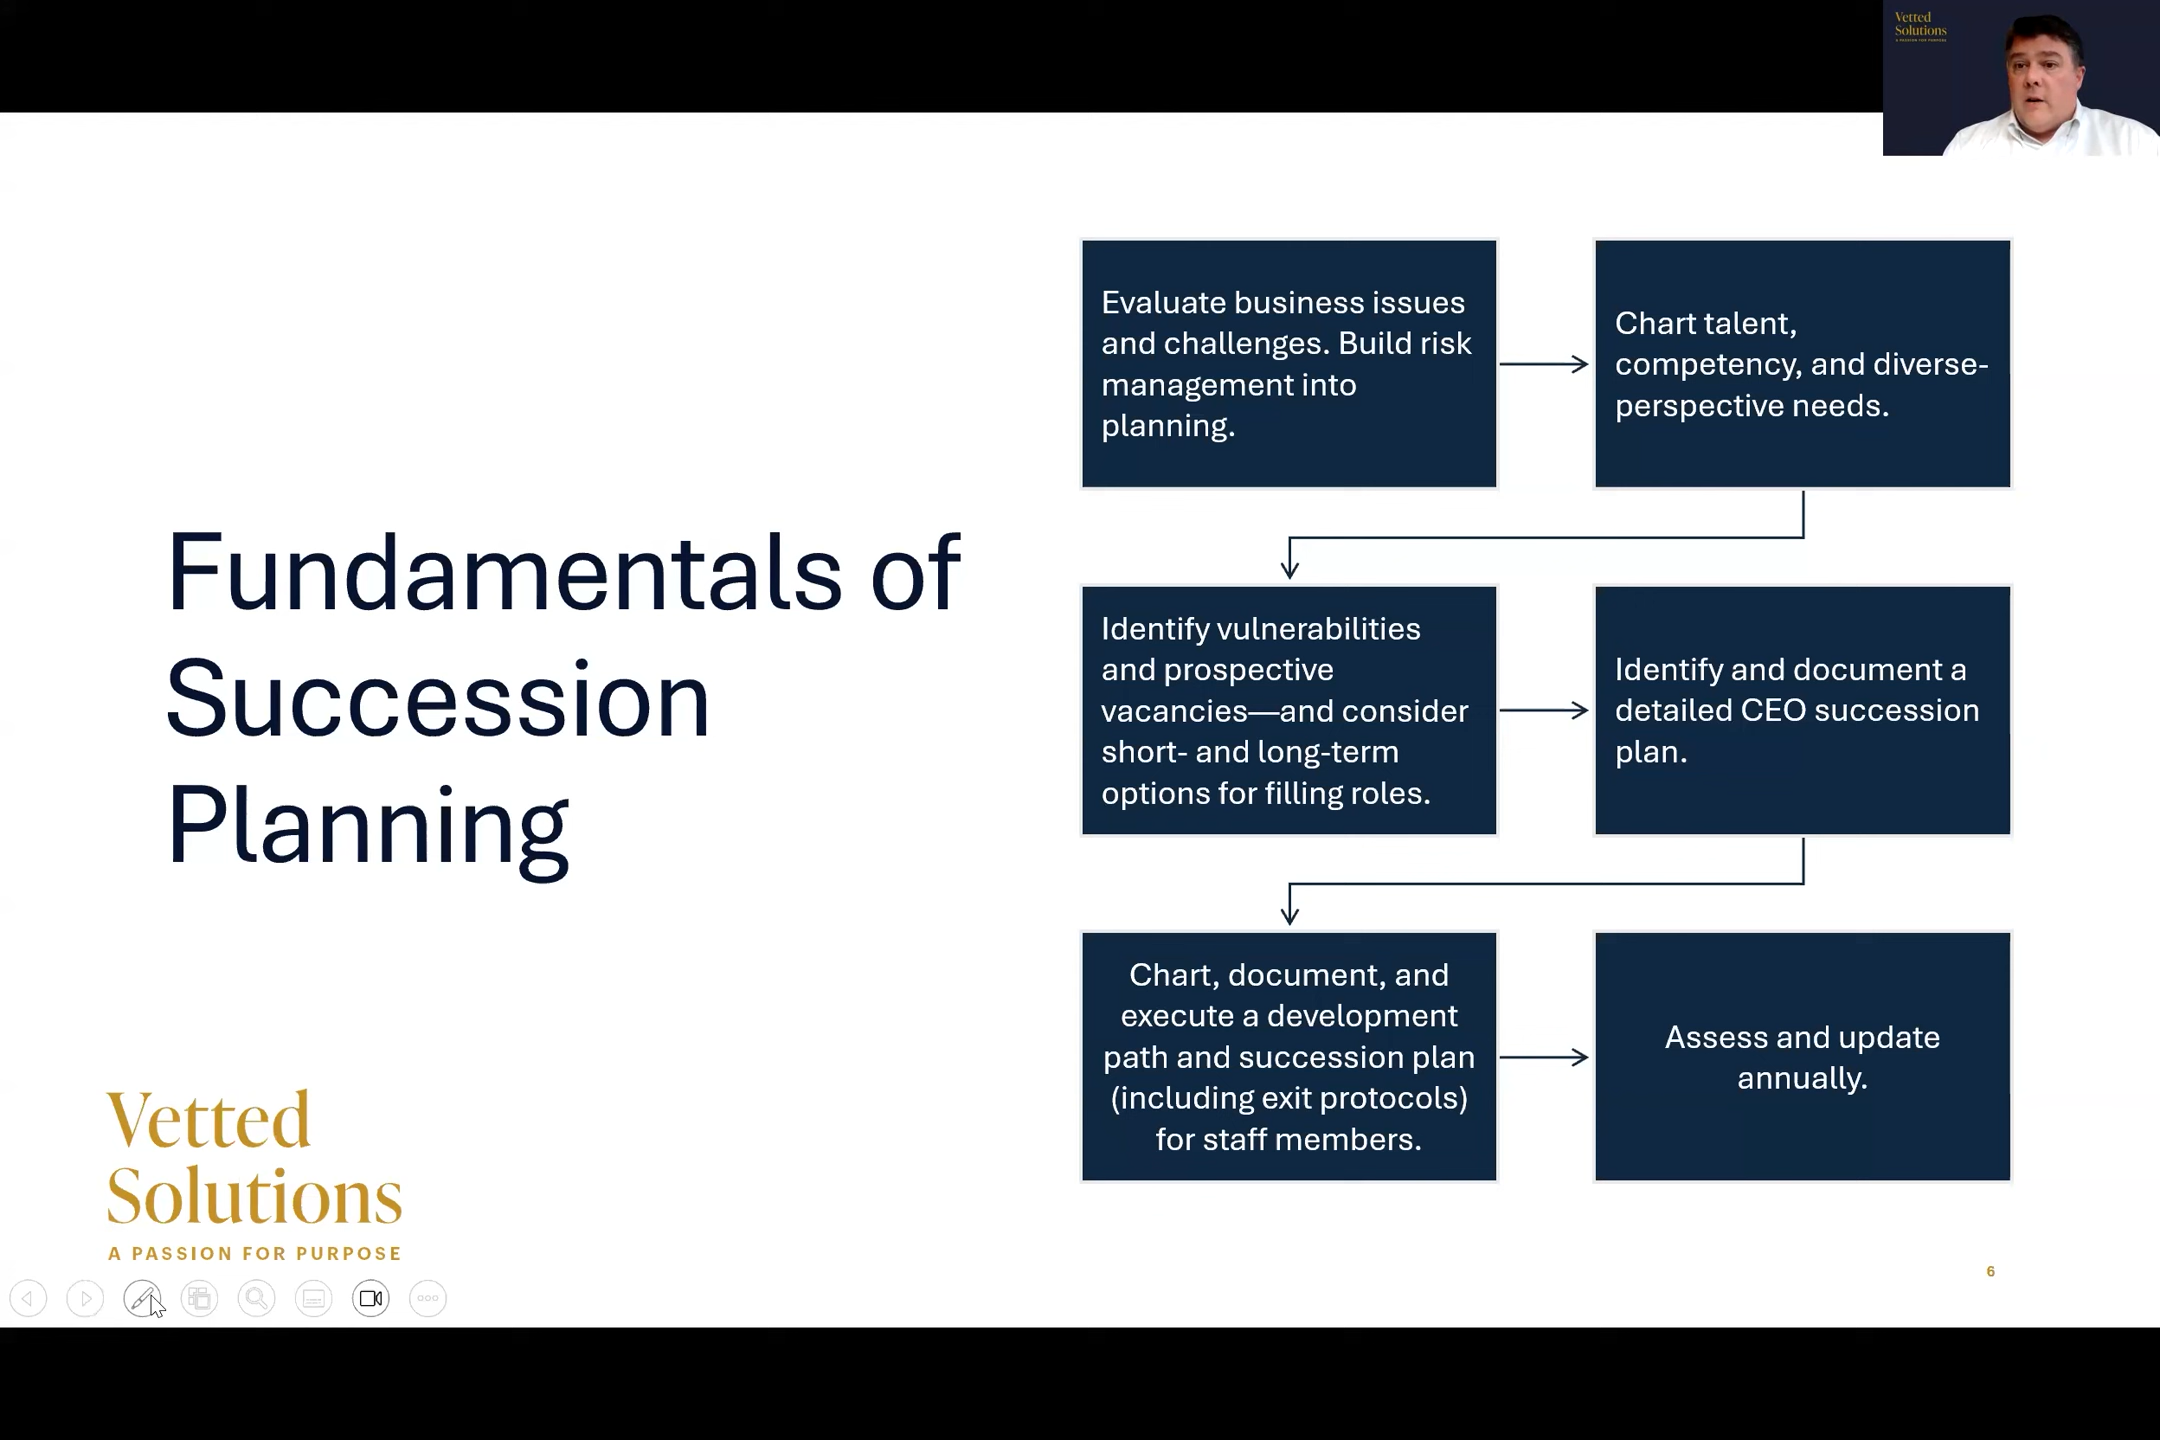 Vetted
Solutions
A PASSION FOR PURPOSE
Fundamentals of
Succession
Planning
Evaluate business issues
and challenges. Build risk
management into
planning.
Chart talent,
competency, and diverse-
perspective needs.
Identify vulnerabilities
and prospective
vacancies—and consider
short- and long-term
options for filling roles.
Identify and document a
detailed CEO succession
plan.
Chart, document, and
execute a development
path and succession plan
(including exit protocols)
for staff members.
Assess and update
annually.
Vetted
Solutions
A PASSION FOR PURPOSE
6